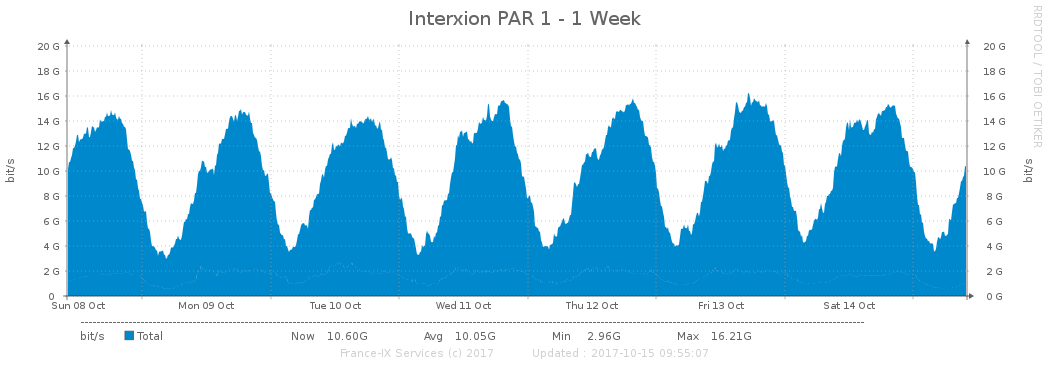 Interxion PAR 1 - 1 Week
RRDTOOL / TOBI OETIKER
bit/s
20 G
18 G
16 G
14 G
12 G
10 G
8 G
6 G
4 G
2 G
0
20 G
18 G
16 G
14 G
12 G
10 G
8 G
6 G
4 G
2 G
0 G
bit/s
Sun 08 Oct Mon 09 Oct Tue 10 Oct Wed 11 Oct Thu 12 Oct Fri 13 Oct Sat 14 Oct
bit/s Total Now 10.60G Avg 10.05G Min 2.96G Max 16.21G
France-IX Services (c) 2017 Updated : 2017-10-15 09:55:07